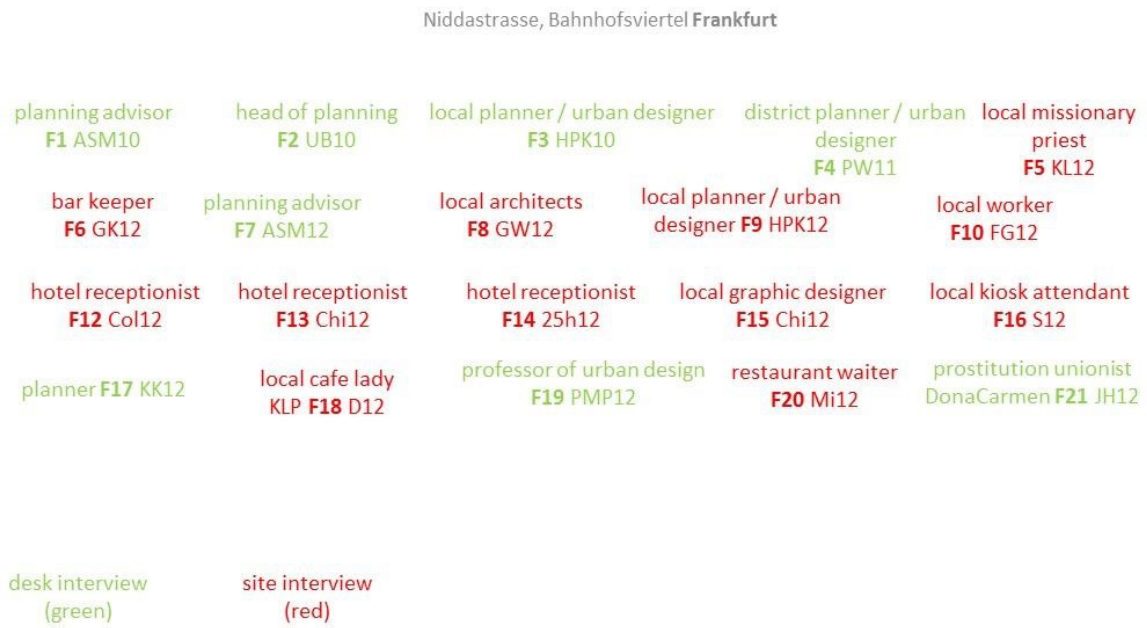 Niddastrasse, Bahnhofsviertel Frankfurt
planning advisor
F1 ASM10
head of planning
F2 UB10
local planner / urban designer
F3 HPK10
district planner / urban
designer
F4 PW11
local missionary
priest
F5 KL12
bar keeper
F6 GK12
planning advisor
F7 ASM12
local architects
F8 GW12
local planner / urban
designer F9 HPK12
local worker
F10 FG12
hotel receptionist
F12 Col12
hotel receptionist
F13 Chi12
hotel receptionist
F14 25h12
local graphic designer
F15 Chi12
local kiosk attendant
F16 S12
planner F17 KK12
local cafe lady
KLP F18 D12
professor of urban design
F19 PMP12
restaurant waiter
F20 Mi12
prostitution unionist
DonaCarmen F21 JH12
desk interview
(green)
site interview
(red)